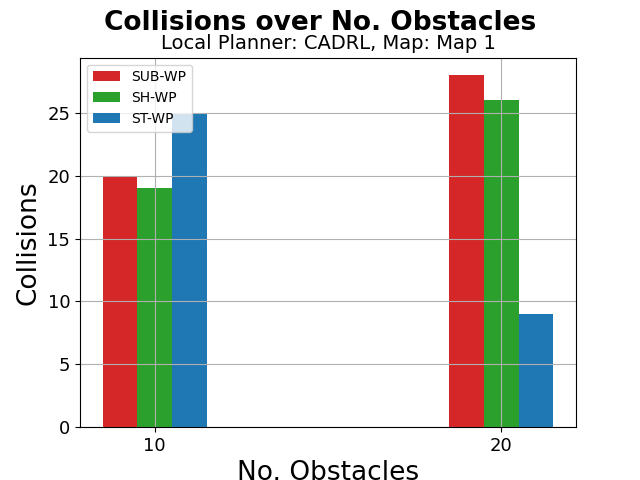 Collisions over No. Obstacles
Local Planner: CADRL, Map: Map 1
SUB-WP
SH-WP
ST-WP
Collisions
25
20
15
10
5
0
10 20
No. Obstacles